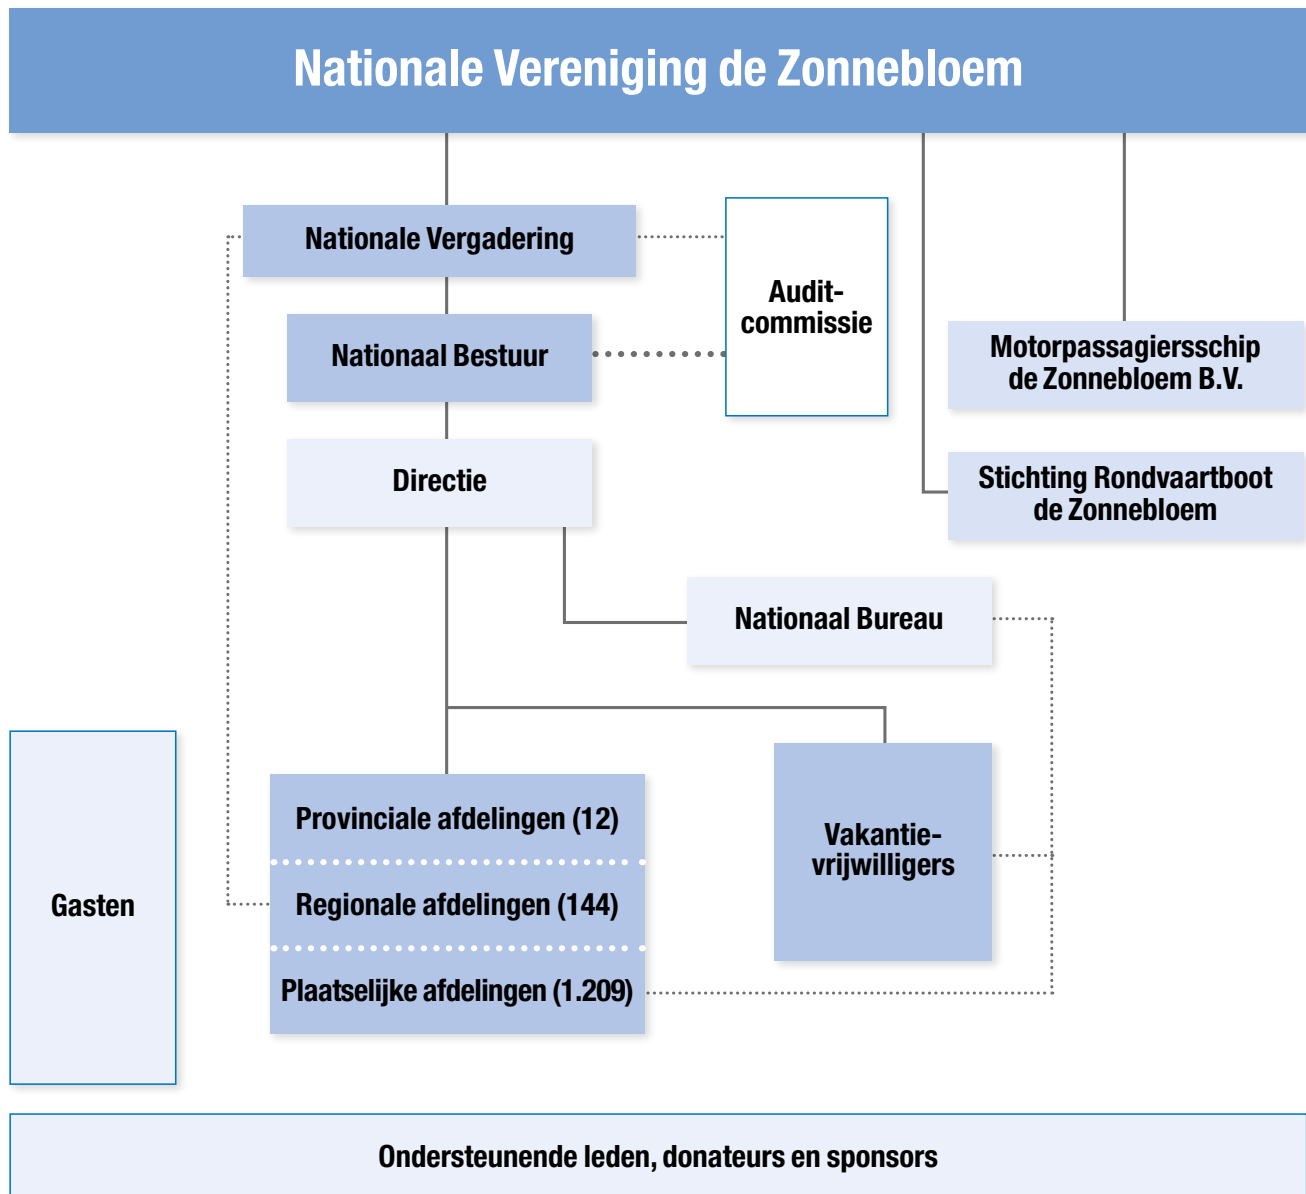 Nationale Vereniging de Zonnebloem
Nationale Vergadering
Audit-
commissie
Nationaal Bestuur
Motorpassagiersschip
de Zonnebloem B.V.
Directie
Stichting Rondvaartboot
de Zonnebloem
Nationaal Bureau
Provinciale afdelingen (12)
Vakantie-
vrijwilligers
Gasten
Regionale afdelingen (144)
Plaatselijke afdelingen (1.209)
Ondersteunende leden, donateurs en sponsors